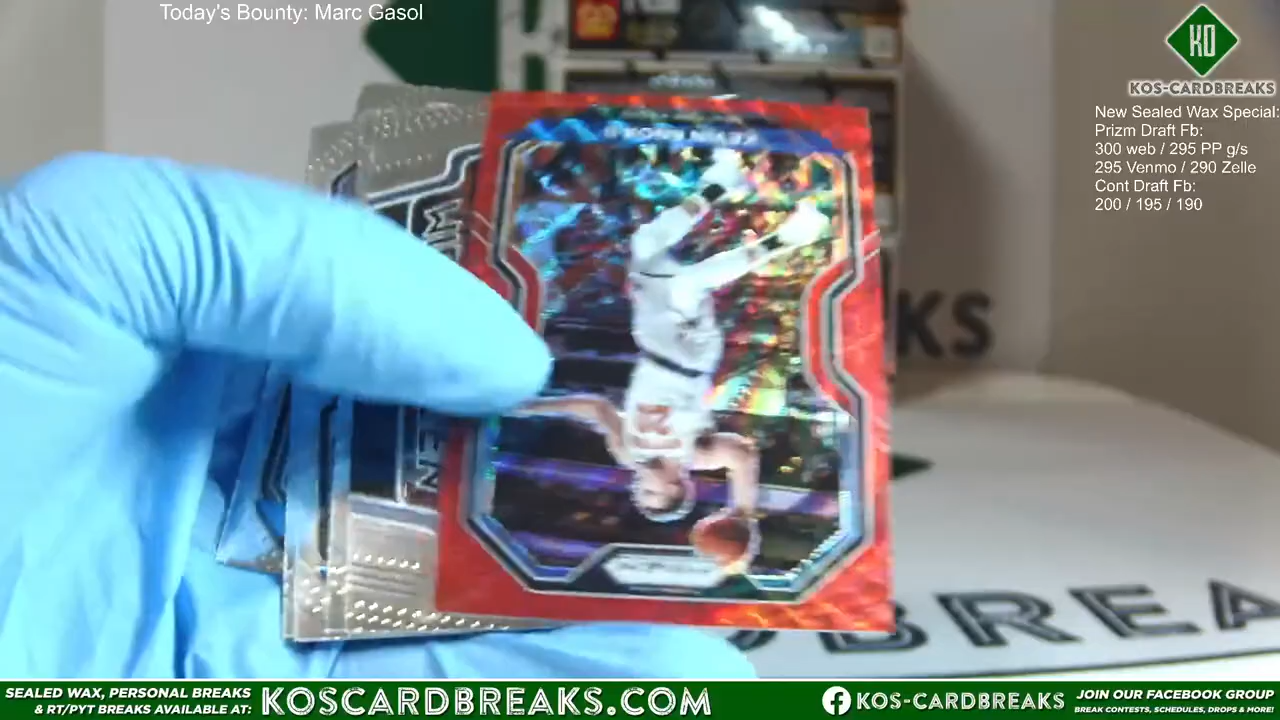 Today's Bounty: Marc Gasol
KO
KOS-CARDBREAKS
New Sealed Wax Special:
Prizm Draft Fb:
300 web / 295 PP g/s
295 Venmo / 290 Zelle
Cont Draft Fb:
200 / 195 / 190
KS
BREA
SEALED WAX, PERSONAL BREAKS
& RT/PYT BREAKS AVAILABLE AT:
KOSCARDBREAKS.COM
KOS-CARDBREAKS
JOIN OUR FACEBOOK GROUP
BREAK CONTESTS, SCHEDULES, DROPS & MORE!